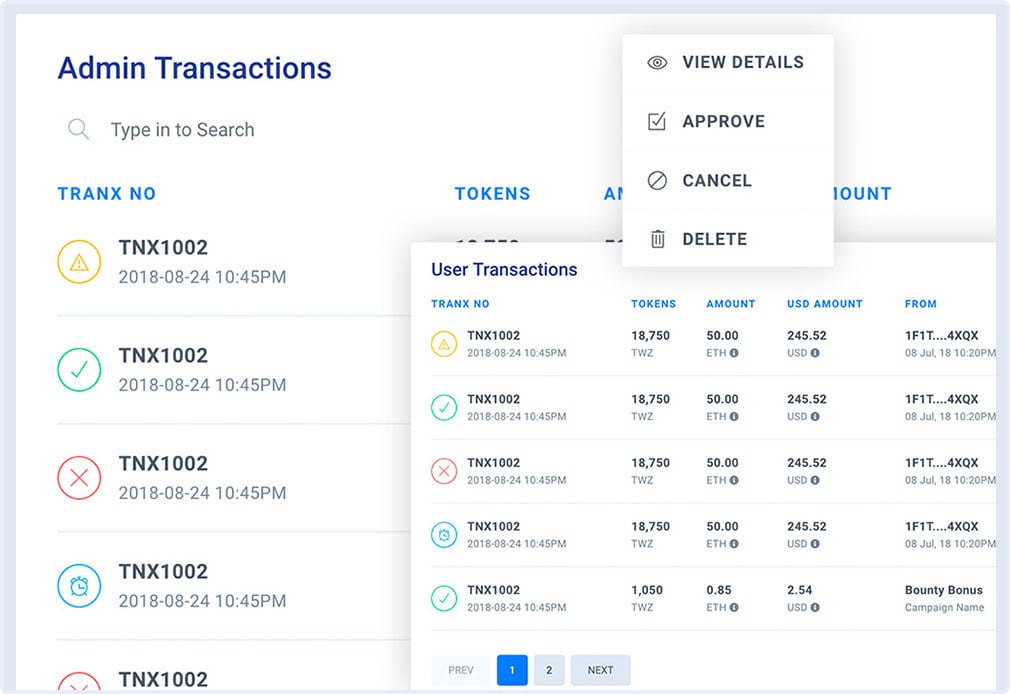 Admin Transactions
Type in to Search
TRANX NO TOKENS
TNX1002
2018-08-24 10:45PM
TNX1002
2018-08-24 10:45PM
TNX1002
2018-08-24 10:45PM
TNX1002
2018-08-24 10:45PM
TNX1002
VIEW DETAILS
APPROVE
CANCEL
DELETE
User Transactions
TRANX NO TOKENS AMOUNT USD AMOUNT FROM
TNX1002 18,750 50.00 245.52 1F1T....4XQX
2018-08-24 10:45PM TWZ ETH USD 08 Jul, 18 10:20PM
TNX1002 18,750 50.00 245.52 1F1T....4XQX
2018-08-24 10:45PM TWZ ETH USD 08 Jul, 18 10:20PM
TNX1002 18,750 50.00 245.52 1F1T....4XQX
2018-08-24 10:45PM TWZ ETH USD 08 Jul, 18 10:20PM
TNX1002 18,750 50.00 245.52 1F1T....4XQX
2018-08-24 10:45PM TWZ ETH USD 08 Jul, 18 10:20PM
TNX1002 1,050 0.85 2.54 Bounty Bonus
2018-08-24 10:45PM TWZ ETH USD Campaign Name
PREV 1 2 NEXT